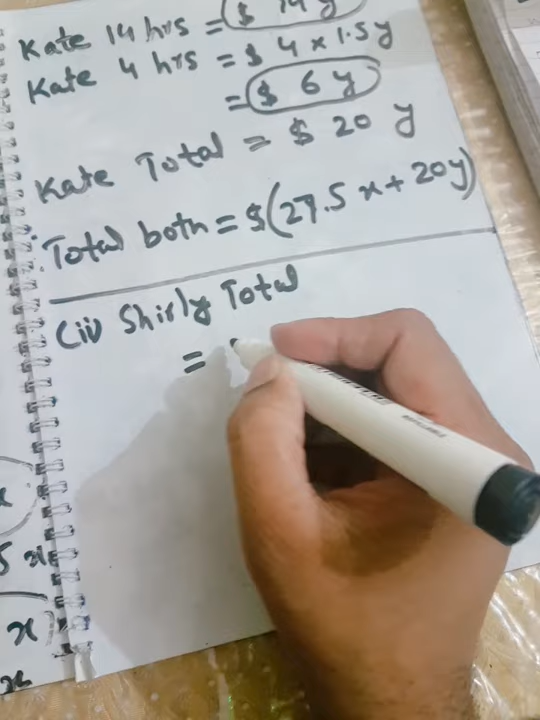 Kate 14 hrs = $ 14 y
Kate 4 hrs = $ 4 x 1.5 y
= $ 6 y
Kate Total = $ 20 y
∴ Total both = $(27.5 x + 20y)
(ii) Shirly Total
=
x
5 x
x
x